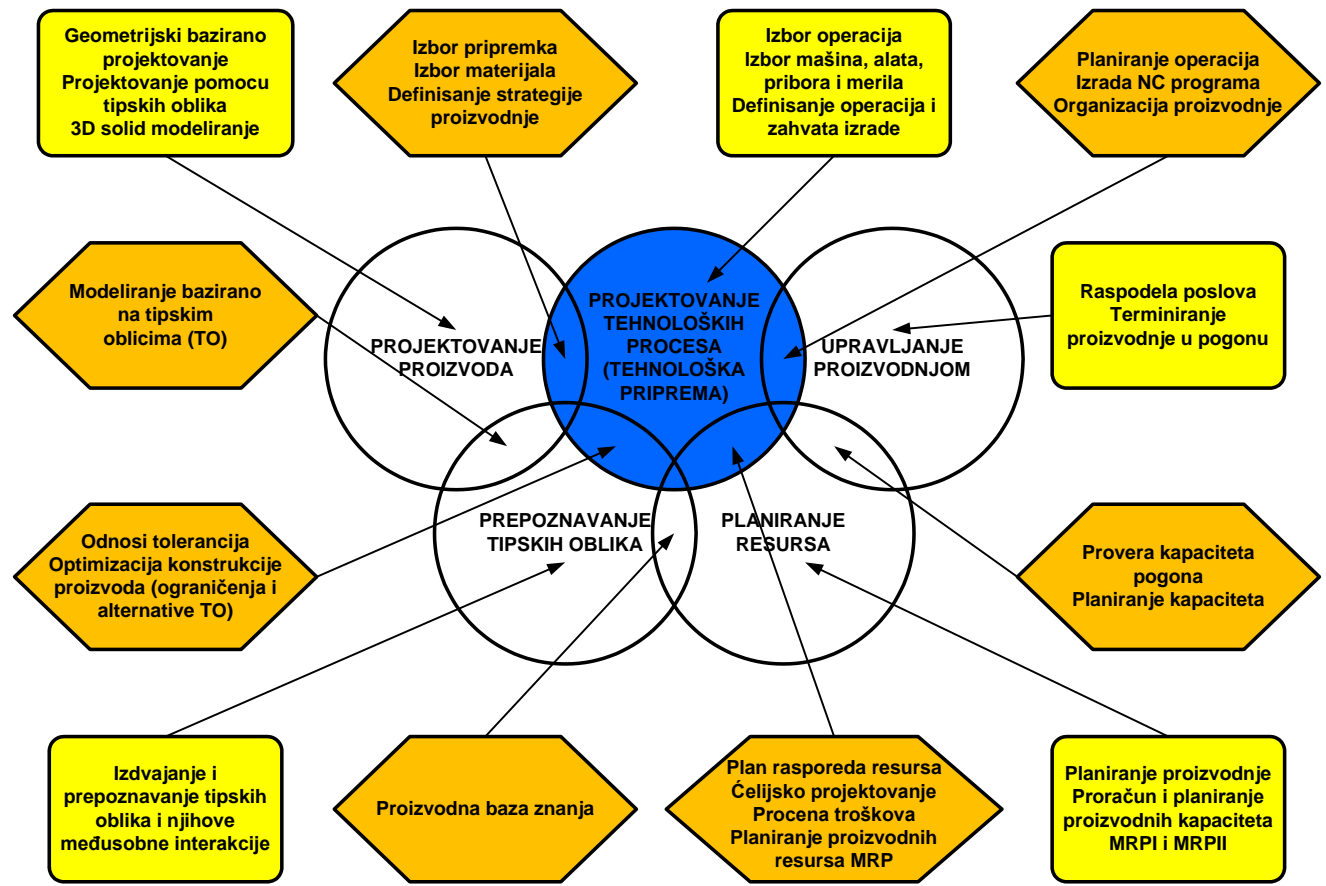 Geometrijski bazirano
projektovanje
Projektovanje pomocu
tipskih oblika
3D solid modeliranje
Izbor pripremka
Izbor materijala
Definisanje strategije
proizvodnje
Izbor operacija
Izbor mašina, alata,
pribora i merila
Definisanje operacija i
zahvata izrade
Planiranje operacija
Izrada NC programa
Organizacija proizvodnje
Modeliranje bazirano
na tipskim
oblicima (TO)
PROJEKTOVANJE
PROIZVODA
PROJEKTOVANJE
TEHNOLOŠKIH
PROCESA
(TEHNOLOŠKA
PRIPREMA)
UPRAVLJANJE
PROIZVODNJOM
Raspodela poslova
Terminiranje
proizvodnje u pogonu
Odnosi tolerancija
Optimizacija konstrukcije
proizvoda (ograničenja i
alternative TO)
PREPOZNAVANJE
TIPSKIH OBLIKA
PLANIRANJE
RESURSA
Provera kapaciteta
pogona
Planiranje kapaciteta
Izdvajanje i
prepoznavanje tipskih
oblika i njihove
međusobne interakcije
Proizvodna baza znanja
Plan rasporeda resursa
Ćelijsko projektovanje
Procena troškova
Planiranje proizvodnih
resursa MRP
Planiranje proizvodnje
Proračun i planiranje
proizvodnih kapaciteta
MRPI i MRPII